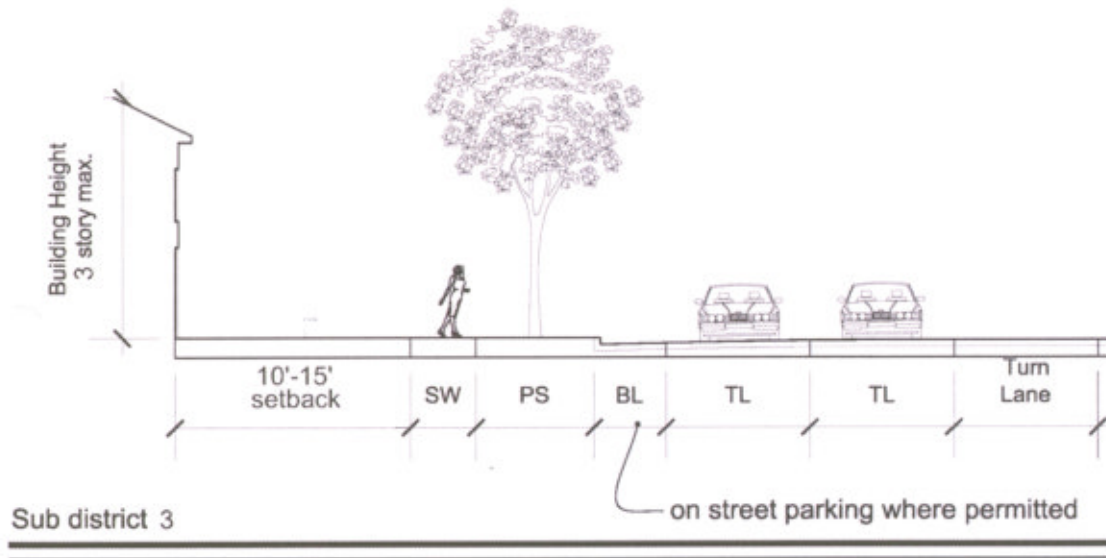 Building Height
3 story max.
10'-15'
setback
SW
PS
BL
TL
TL
Turn
Lane
on street parking where permitted
Sub district 3